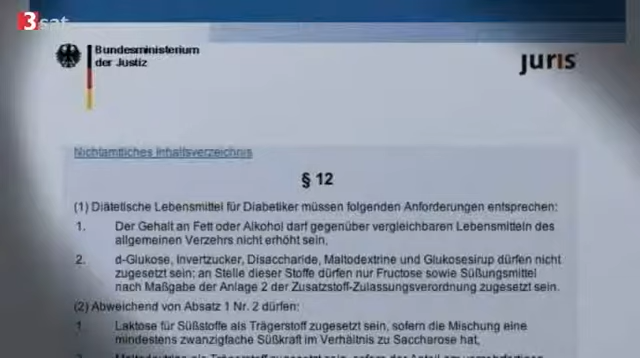 3sat
Bundesministerium
der Justiz
juris
Nichtamtliches Inhaltsverzeichnis
§ 12
(1) Diätetische Lebensmittel für Diabetiker müssen folgenden Anforderungen entsprechen:
1. Der Gehalt an Fett oder Alkohol darf gegenüber vergleichbaren Lebensmitteln des
allgemeinen Verzehrs nicht erhöht sein,
2. d-Glukose, Invertzucker, Disaccharide, Maltodextrine und Glukosesirup dürfen nicht
zugesetzt sein; an Stelle dieser Stoffe dürfen nur Fructose sowie Süßungsmittel
nach Maßgabe der Anlage 2 der Zusatzstoff-Zulassungsverordnung zugesetzt sein.
(2) Abweichend von Absatz 1 Nr. 2 dürfen:
1. Laktose für Süßstoffe als Trägerstoff zugesetzt sein, sofern die Mischung eine
mindestens zwanzigfache Süßkraft im Verhältnis zu Saccharose hat,